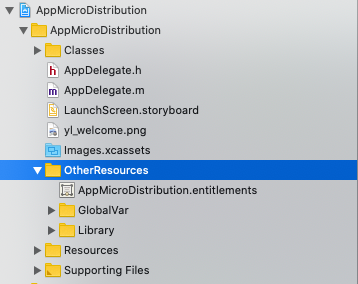 AppMicroDistribution
AppMicroDistribution
Classes
h AppDelegate.h
m AppDelegate.m
LaunchScreen.storyboard
yl_welcome.png
Images.xcassets
OtherResources
AppMicroDistribution.entitlements
GlobalVar
Library
Resources
Supporting Files